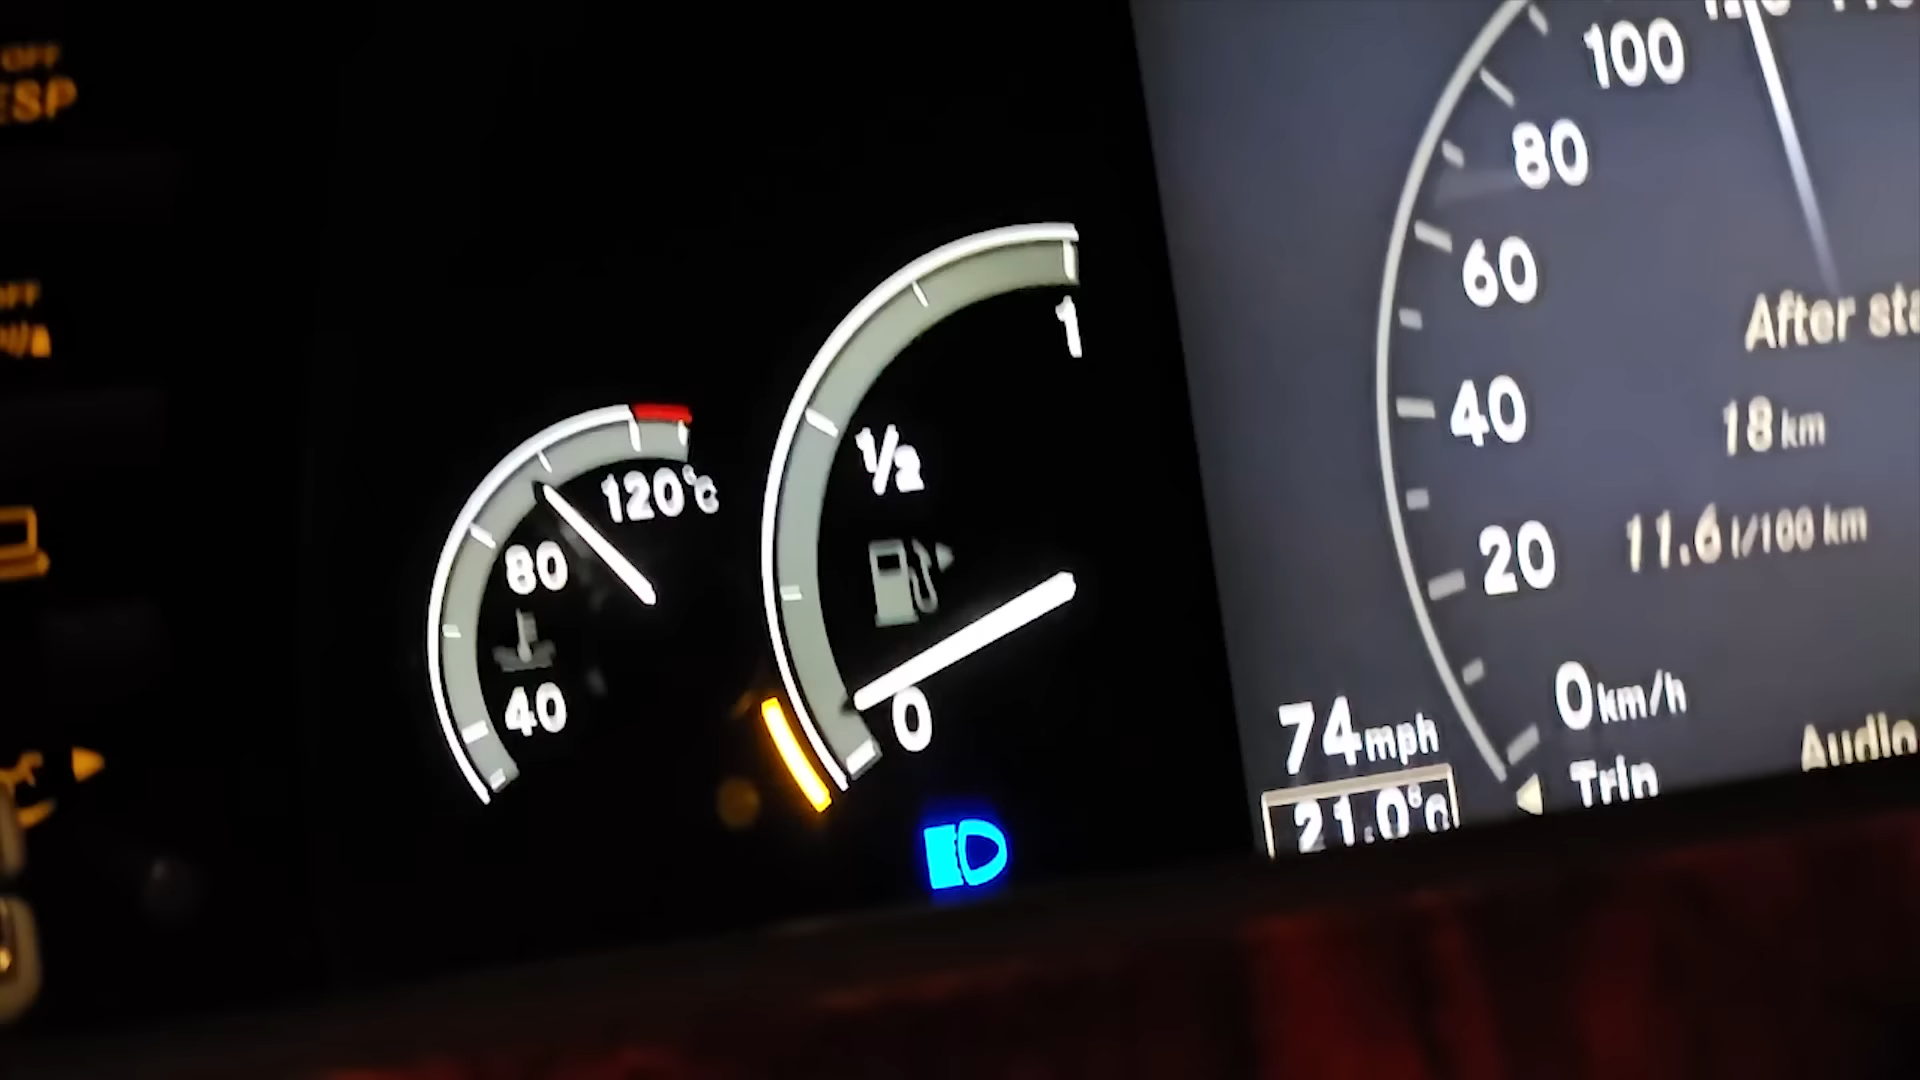 OFF
ESP
OFF
120°C
80
40
1
1/2
0
100
80
60
40
20
0 km/h
After sta
18 km
11.6 l/100 km
74 mph
21.0°C
Trip
Audio